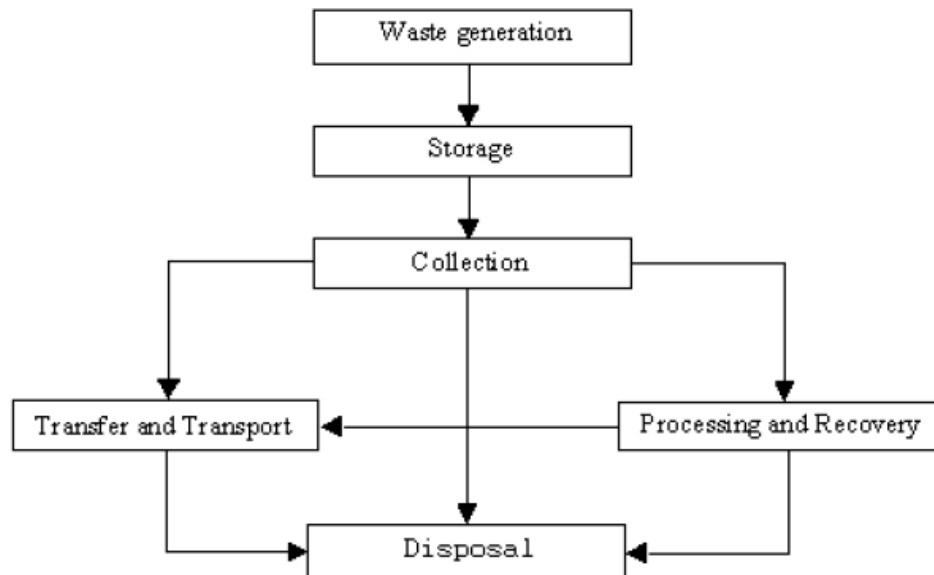 Waste generation
Storage
Collection
Transfer and Transport
Processing and Recovery
Disposal